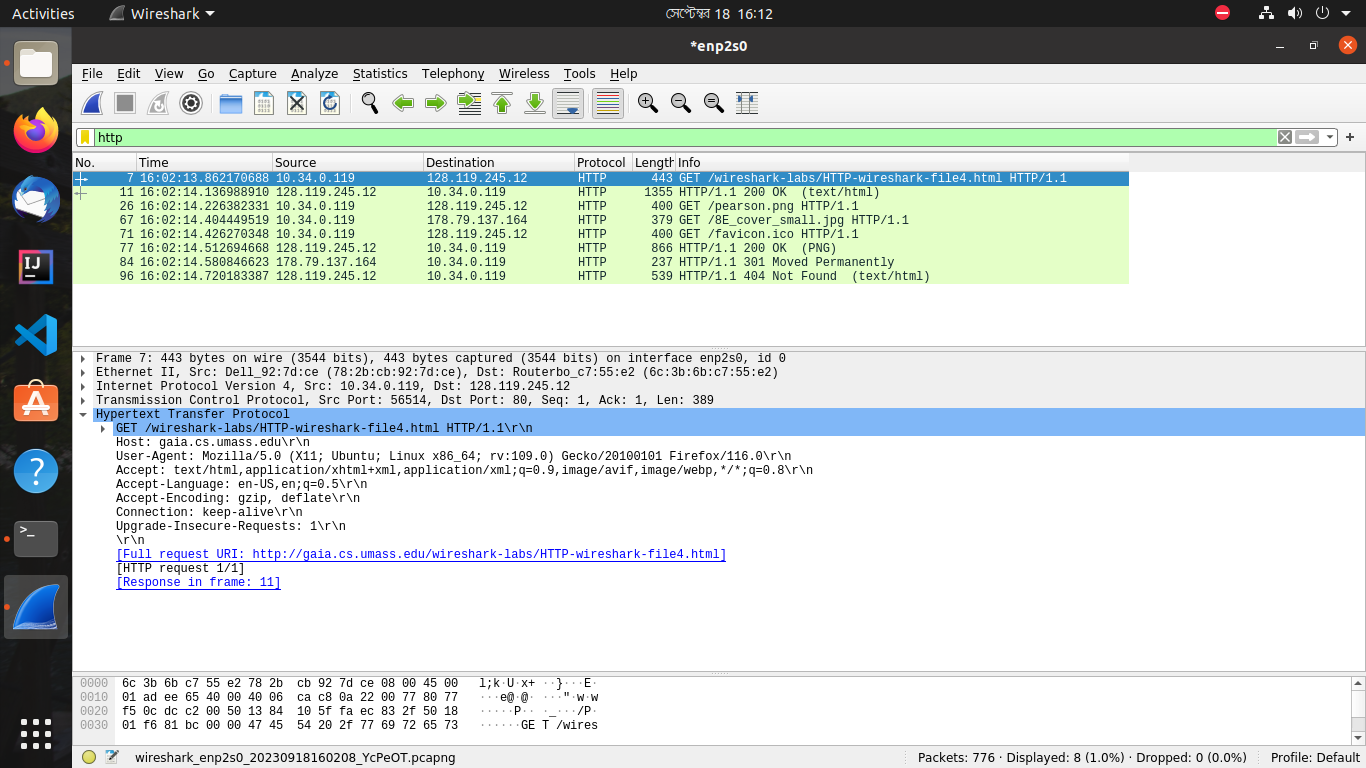 Activities Wireshark সেপ্টেম্বর 18 16:12
*enp2s0
File Edit View Go Capture Analyze Statistics Telephony Wireless Tools Help
http
No. Time Source Destination Protocol Length Info
7 16:02:13.862170688 10.34.0.119 128.119.245.12 HTTP 443 GET /wireshark-labs/HTTP-wireshark-file4.html HTTP/1.1
11 16:02:14.136988910 128.119.245.12 10.34.0.119 HTTP 1355 HTTP/1.1 200 OK (text/html)
26 16:02:14.226382331 10.34.0.119 128.119.245.12 HTTP 400 GET /pearson.png HTTP/1.1
67 16:02:14.404449519 10.34.0.119 178.79.137.164 HTTP 379 GET /8E_cover_small.jpg HTTP/1.1
71 16:02:14.426270348 10.34.0.119 128.119.245.12 HTTP 400 GET /favicon.ico HTTP/1.1
77 16:02:14.512694668 128.119.245.12 10.34.0.119 HTTP 866 HTTP/1.1 200 OK (PNG)
84 16:02:14.580846623 178.79.137.164 10.34.0.119 HTTP 237 HTTP/1.1 301 Moved Permanently
96 16:02:14.720183387 128.119.245.12 10.34.0.119 HTTP 539 HTTP/1.1 404 Not Found (text/html)
Frame 7: 443 bytes on wire (3544 bits), 443 bytes captured (3544 bits) on interface enp2s0, id 0
Ethernet II, Src: Dell_92:7d:ce (78:2b:cb:92:7d:ce), Dst: Routerbo_c7:55:e2 (6c:3b:6b:c7:55:e2)
Internet Protocol Version 4, Src: 10.34.0.119, Dst: 128.119.245.12
Transmission Control Protocol, Src Port: 56514, Dst Port: 80, Seq: 1, Ack: 1, Len: 389
Hypertext Transfer Protocol
GET /wireshark-labs/HTTP-wireshark-file4.html HTTP/1.1\r\n
Host: gaia.cs.umass.edu\r\n
User-Agent: Mozilla/5.0 (X11; Ubuntu; Linux x86_64; rv:109.0) Gecko/20100101 Firefox/116.0\r\n
Accept: text/html,application/xhtml+xml,application/xml;q=0.9,image/avif,image/webp,*/*;q=0.8\r\n
Accept-Language: en-US,en;q=0.5\r\n
Accept-Encoding: gzip, deflate\r\n
Connection: keep-alive\r\n
Upgrade-Insecure-Requests: 1\r\n
\r\n
[Full request URI: http://gaia.cs.umass.edu/wireshark-labs/HTTP-wireshark-file4.html]
[HTTP request 1/1]
[Response in frame: 11]
0000 6c 3b 6b c7 55 e2 78 2b cb 92 7d ce 08 00 45 00 l;k·U·x+ ··}···E·
0010 01 ad ee 65 40 00 40 06 ca c8 0a 22 00 77 80 77 ···e@·@· ···"·w·w
0020 f5 0c dc c2 00 50 13 84 10 5f fa ec 83 2f 50 18 ·····P·· ·_···/P·
0030 01 f6 81 bc 00 00 47 45 54 20 2f 77 69 72 65 73 ······GE T /wires
wireshark_enp2s0_20230918160208_YcPeOT.pcapng Packets: 776 · Displayed: 8 (1.0%) · Dropped: 0 (0.0%) Profile: Default